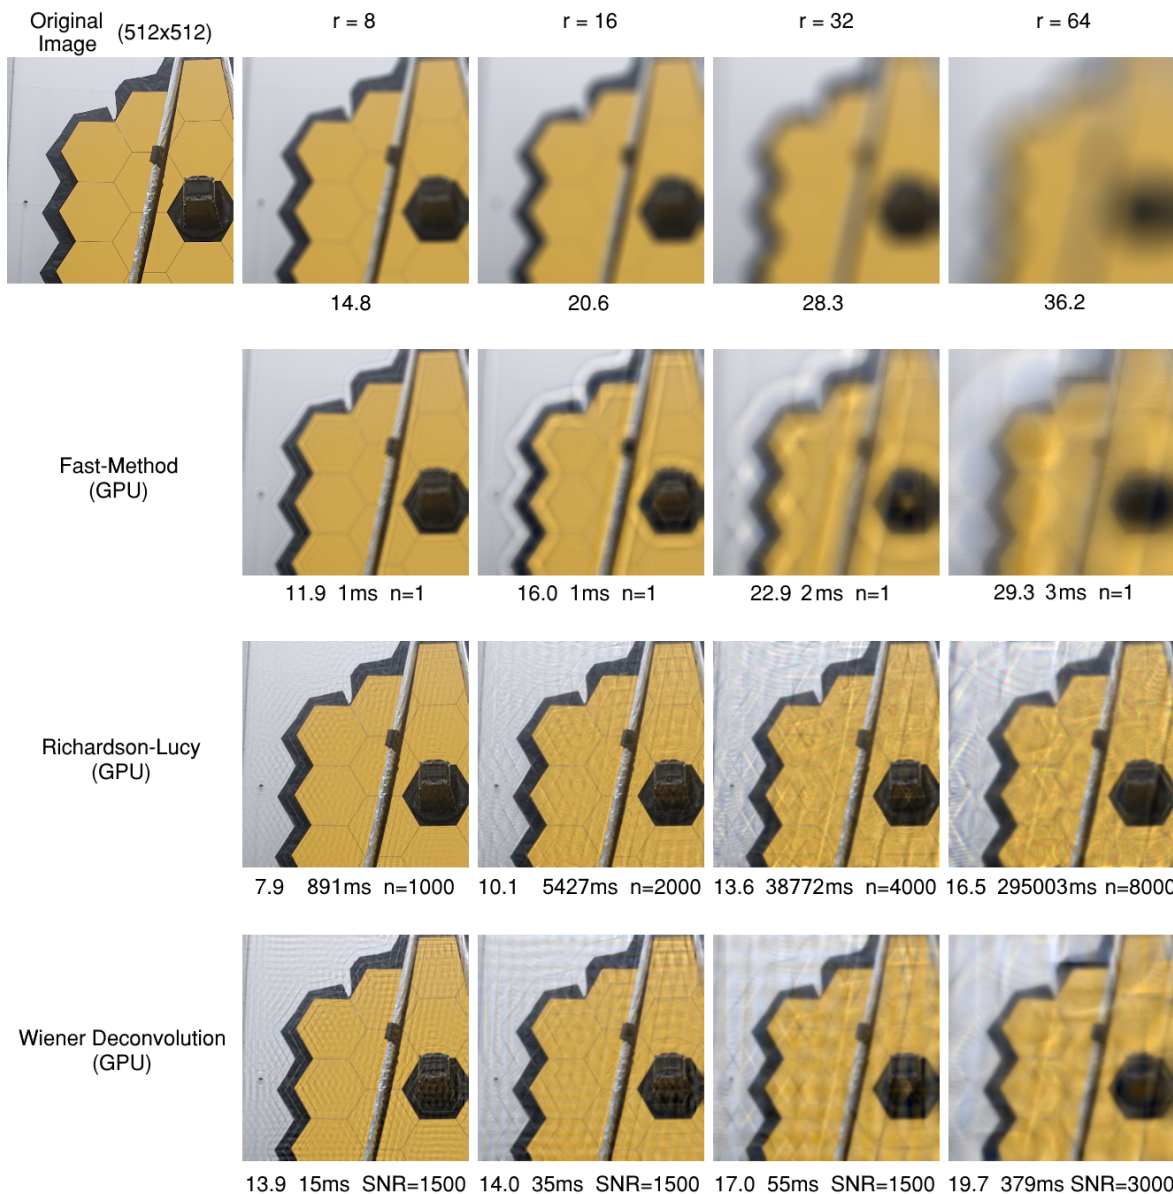 Original Image (512x512)
r = 8
r = 16
r = 32
r = 64
14.8
20.6
28.3
36.2
Fast-Method
(GPU)
11.9 1ms n=1
16.0 1ms n=1
22.9 2ms n=1
29.3 3ms n=1
Richardson-Lucy
(GPU)
7.9 891ms n=1000
10.1 5427ms n=2000
13.6 38772ms n=4000
16.5 295003ms n=8000
Wiener Deconvolution
(GPU)
13.9 15ms SNR=1500
14.0 35ms SNR=1500
17.0 55ms SNR=1500
19.7 379ms SNR=3000